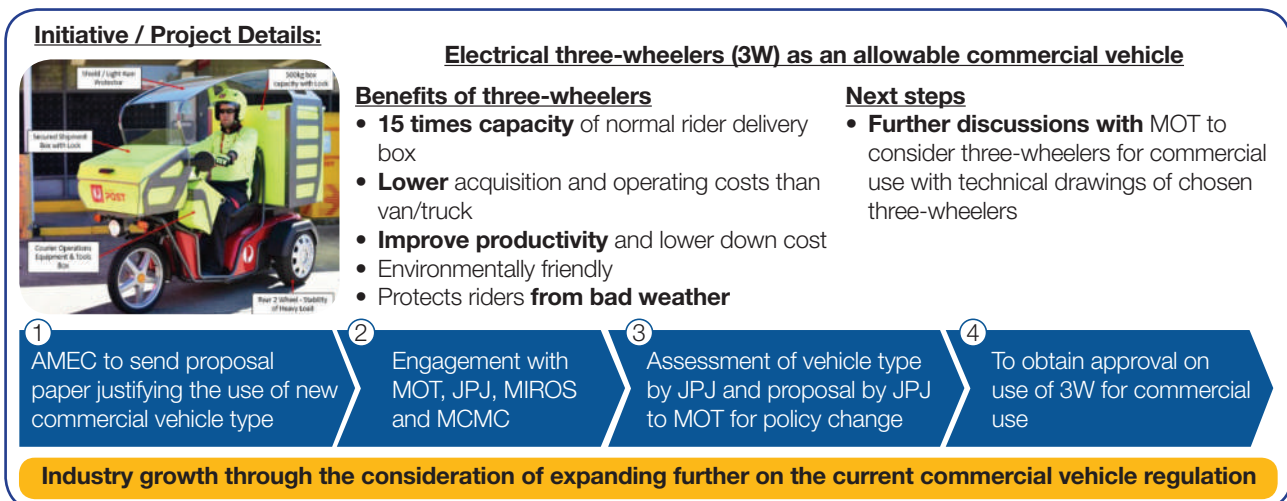 Initiative / Project Details:
Shield / Light Rain
Protector
500kg box
capacity with Lock
Secured Shipment
Box with Lock
POST
Courier Operations
Equipment & Tools
Box
Rear 2 Wheel - Stability
of Heavy Load
Electrical three-wheelers (3W) as an allowable commercial vehicle
Benefits of three-wheelers
• 15 times capacity of normal rider delivery
box
• Lower acquisition and operating costs than
van/truck
• Improve productivity and lower down cost
• Environmentally friendly
• Protects riders from bad weather
Next steps
• Further discussions with MOT to
consider three-wheelers for commercial
use with technical drawings of chosen
three-wheelers
1
AMEC to send proposal
paper justifying the use of new
commercial vehicle type
2
Engagement with
MOT, JPJ, MIROS
and MCMC
3
Assessment of vehicle type
by JPJ and proposal by JPJ
to MOT for policy change
4
To obtain approval on
use of 3W for commercial
use
Industry growth through the consideration of expanding further on the current commercial vehicle regulation